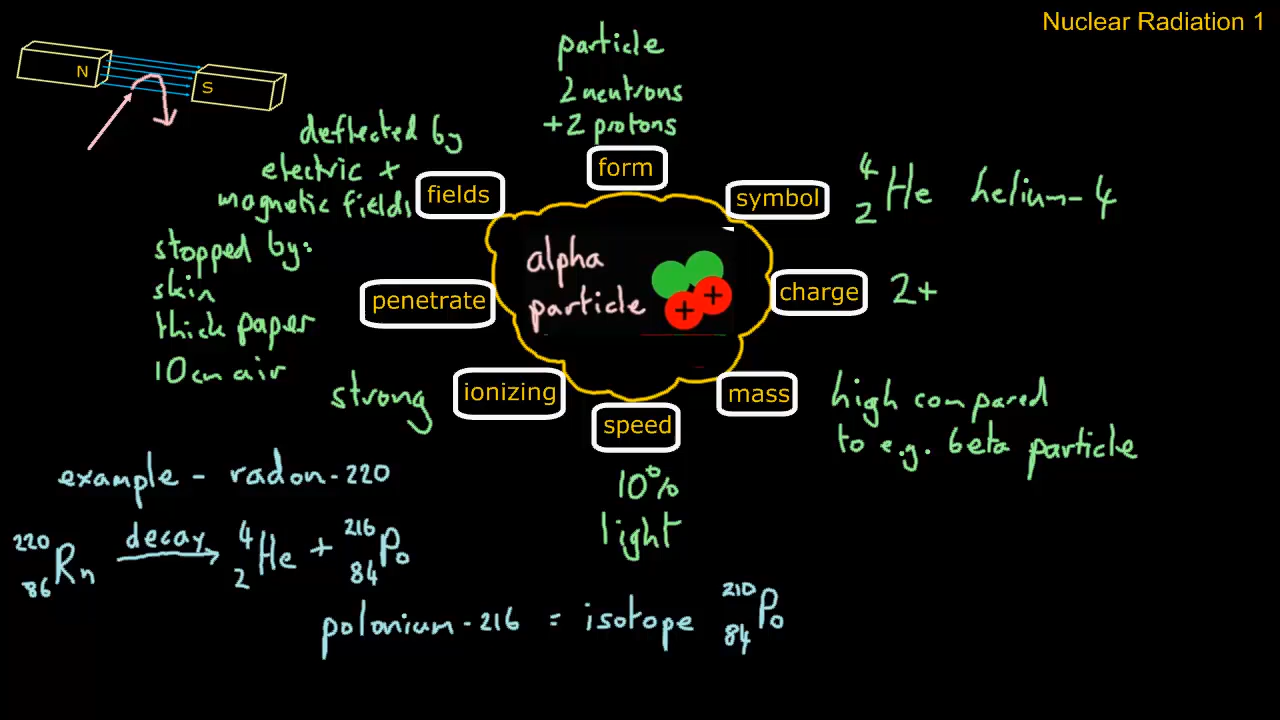 Nuclear Radiation 1
N
S
particle
2 neutrons
+ 2 protons
form
deflected by
electric +
magnetic fields
fields
symbol
4
2 He helium-4
stopped by:
skin
thick paper
10cm air
penetrate
alpha
particle
+
+
charge
2+
strong
ionizing
speed
10%
light
mass
high compared
to e.g. beta particle
example - radon-220
220
86 Rn decay 4
2 He + 216
84 Po
polonium-216 = isotope 210
84 Po